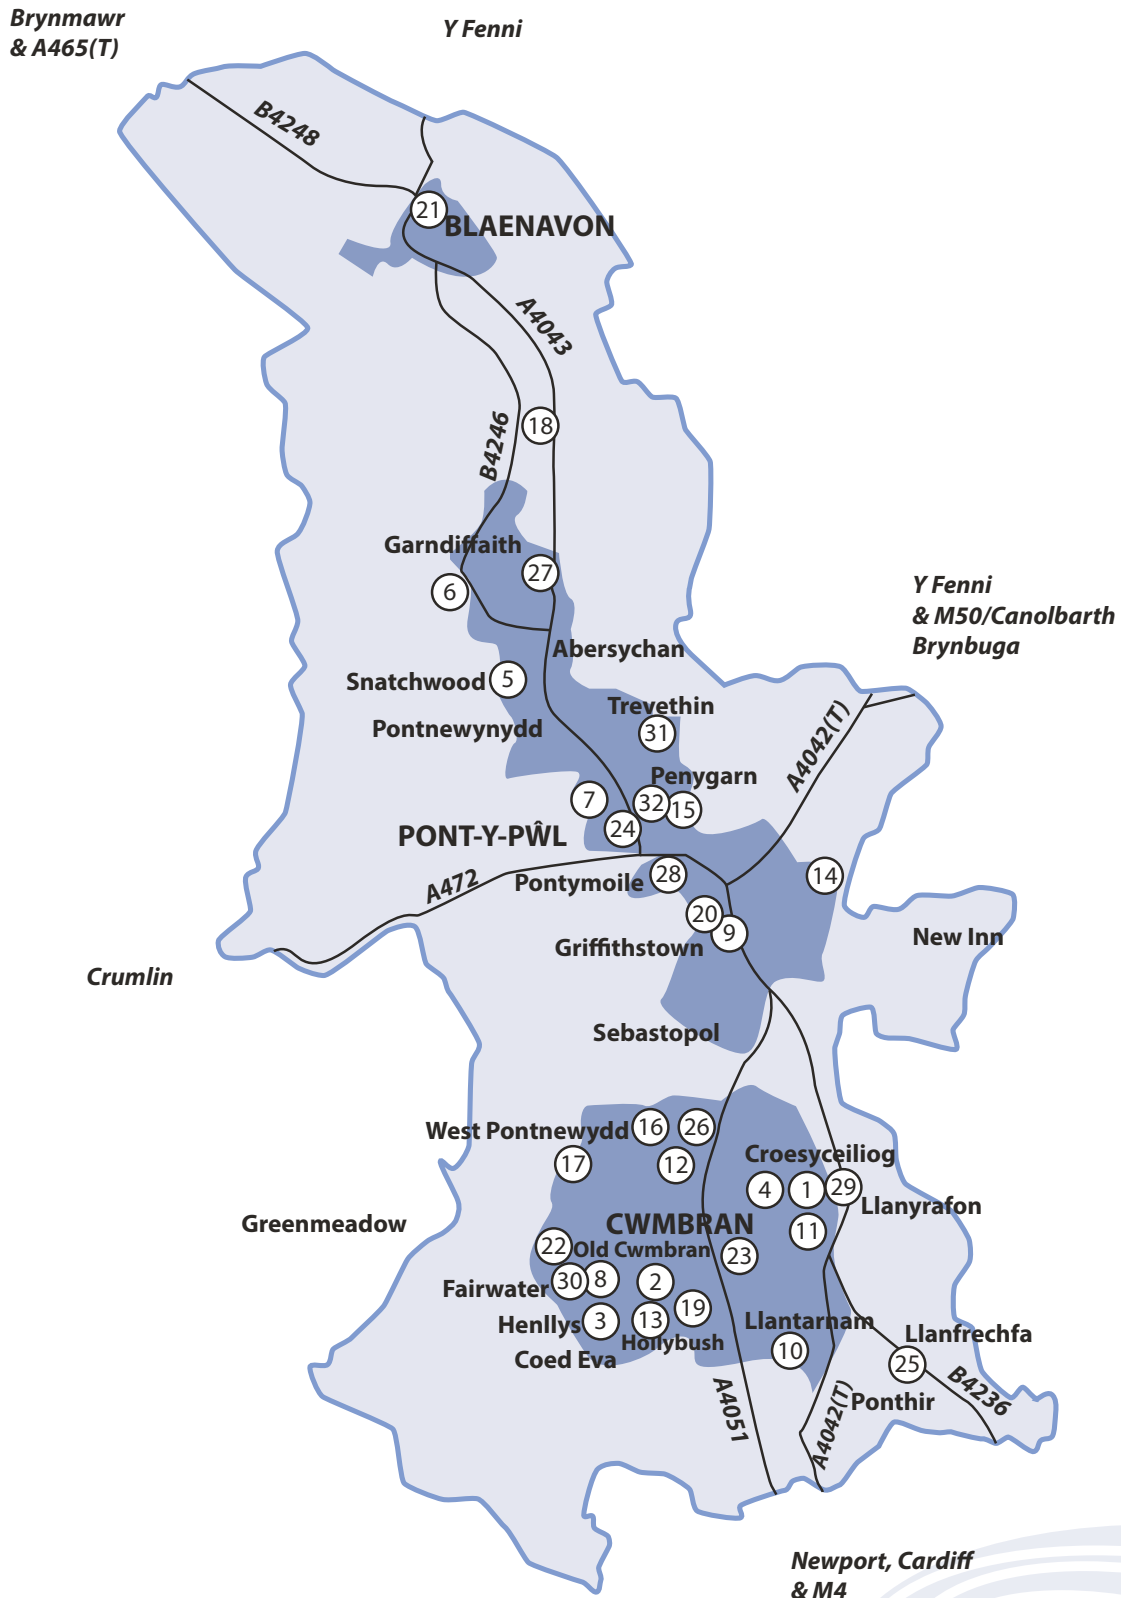 Brynmawr
& A465(T)
Y Fenni
B4248
21
BLAENAVON
A4043
B4246
18
Garndiffaith
27
6
Y Fenni
& M50/Canolbarth
Brynbuga
Abersychan
Snatchwood
5
Trevethin
Pontnewynydd
31
A4042(T)
Penygarn
7
32
15
24
PONT-Y-PŴL
A472
Pontymoile
28
14
20
9
Griffithstown
New Inn
Crumlin
Sebastopol
West Pontnewydd
16
26
17
12
Croesyceiliog
4
1
29
Llanyrafon
Greenmeadow
CWMBRAN
11
22
Old Cwmbran
23
Fairwater
30
8
2
19
Henllys
3
13
Llantarnam
Hollybush
Coed Eva
10
Llanfrechfa
25
B4236
Ponthir
A4051
A4042(T)
Newport, Cardiff
& M4